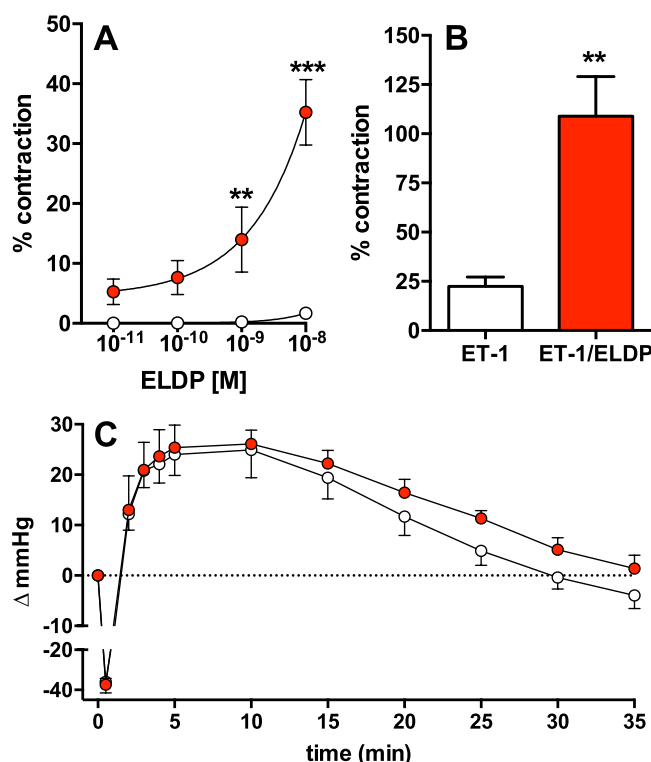 A
50
40
30
20
10
0
% contraction
***
**
10-11 10-10 10-9 10-8
ELDP [M]
B
150
125
100
75
50
25
0
% contraction
**
ET-1 ET-1/ELDP
C
30
20
10
0
-10
-20
-40
Δ mmHg
0 5 10 15 20 25 30 35
time (min)